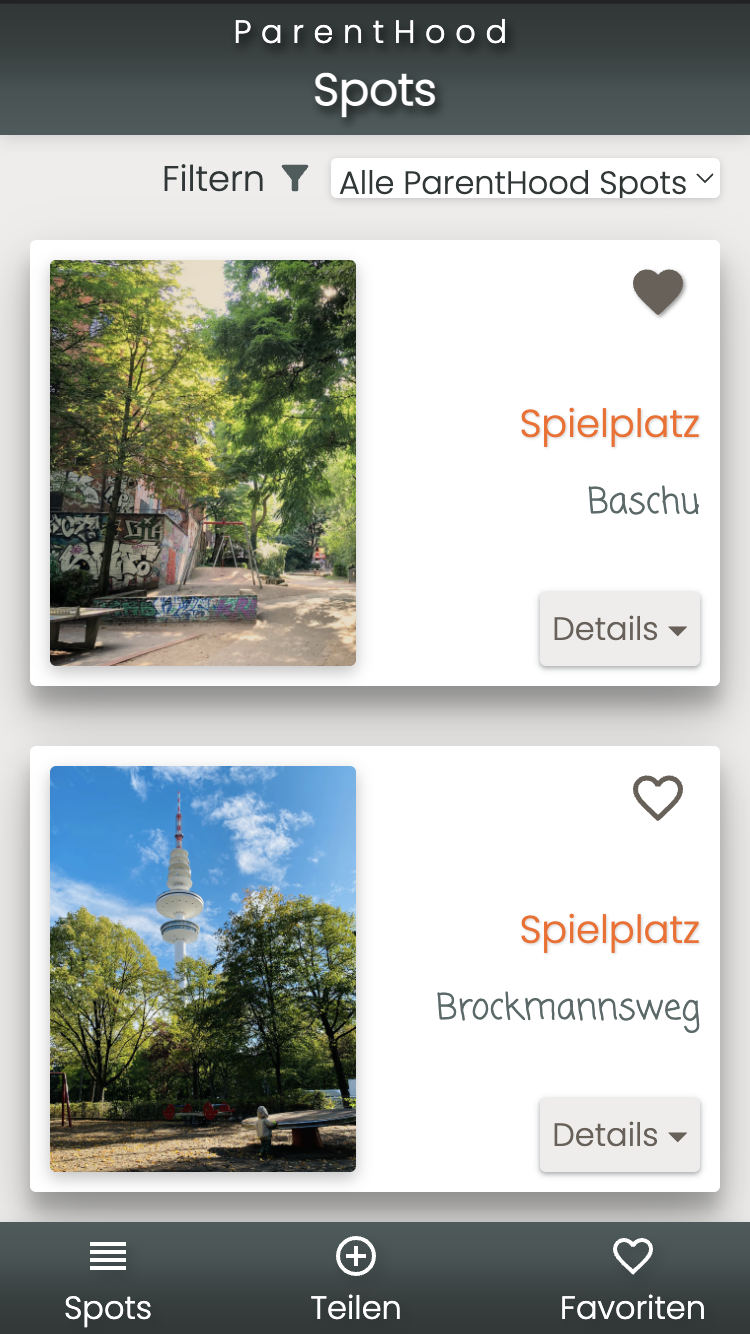 ParentHood
Spots
Filtern Alle ParentHood Spots
Spielplatz
Baschu
Details
Spielplatz
Brockmannsweg
Details
Spots Teilen Favoriten